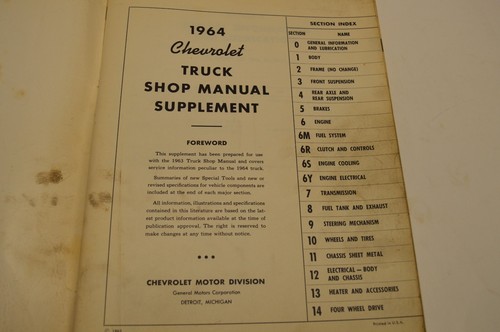 1964
Chevrolet
TRUCK
SHOP MANUAL
SUPPLEMENT
FOREWORD
This supplement has been prepared for use
with the 1963 Truck Shop Manual and covers
service information peculiar to the 1964 truck.
Summaries of new Special Tools and new or
revised specifications for vehicle components are
included at the end of each major section.
All information, illustrations and specifications
contained in this literature are based on the lat-
est product information available at the time of
publication approval. The right is reserved to
make changes at any time without notice.
• • •
CHEVROLET MOTOR DIVISION
General Motors Corporation
DETROIT, MICHIGAN
SECTION INDEX
SECTION NAME
0 GENERAL INFORMATION
AND LUBRICATION
1 BODY
2 FRAME (NO CHANGE)
3 FRONT SUSPENSION
4 REAR AXLE AND
REAR SUSPENSION
5 BRAKES
6 ENGINE
6M FUEL SYSTEM
6R CLUTCH AND CONTROLS
6S ENGINE COOLING
6Y ENGINE ELECTRICAL
7 TRANSMISSION
8 FUEL TANK AND EXHAUST
9 STEERING MECHANISM
10 WHEELS AND TIRES
11 CHASSIS SHEET METAL
12 ELECTRICAL—BODY
AND CHASSIS
13 HEATER AND ACCESSORIES
14 FOUR WHEEL DRIVE
Printed in U.S.A.